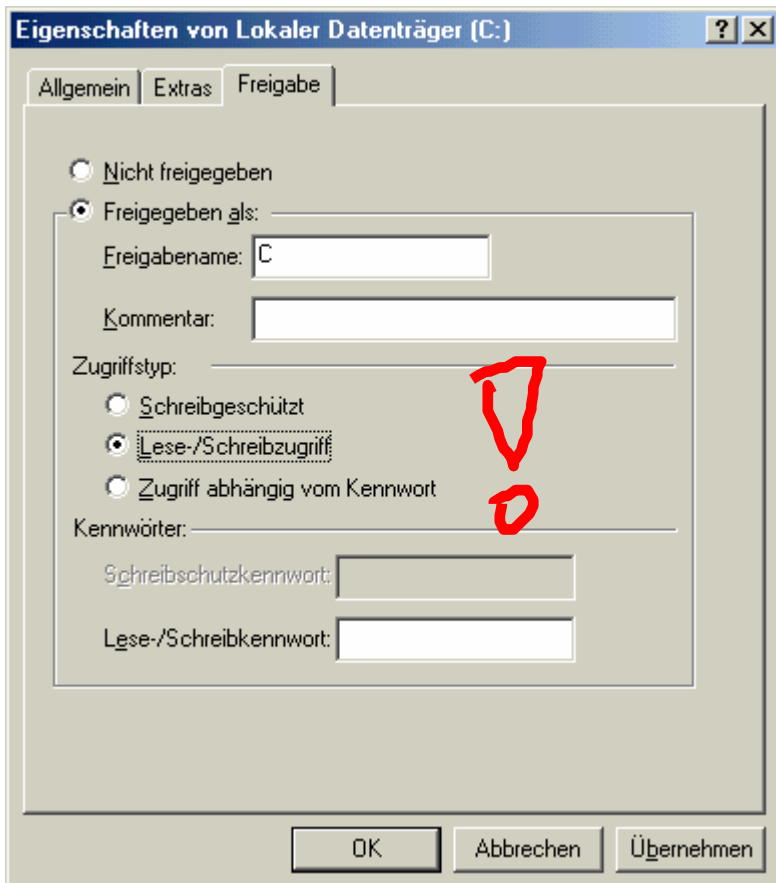 Eigenschaften von Lokaler Datenträger (C:)
Allgemein Extras Freigabe
Nicht freigegeben
Freigegeben als:
Freigabename: C
Kommentar:
Zugriffstyp:
Schreibgeschützt
Lese-/Schreibzugriff
Zugriff abhängig vom Kennwort
!
Kennwörter:
Schreibschutzkennwort:
Lese-/Schreibkennwort:
OK Abbrechen Übernehmen